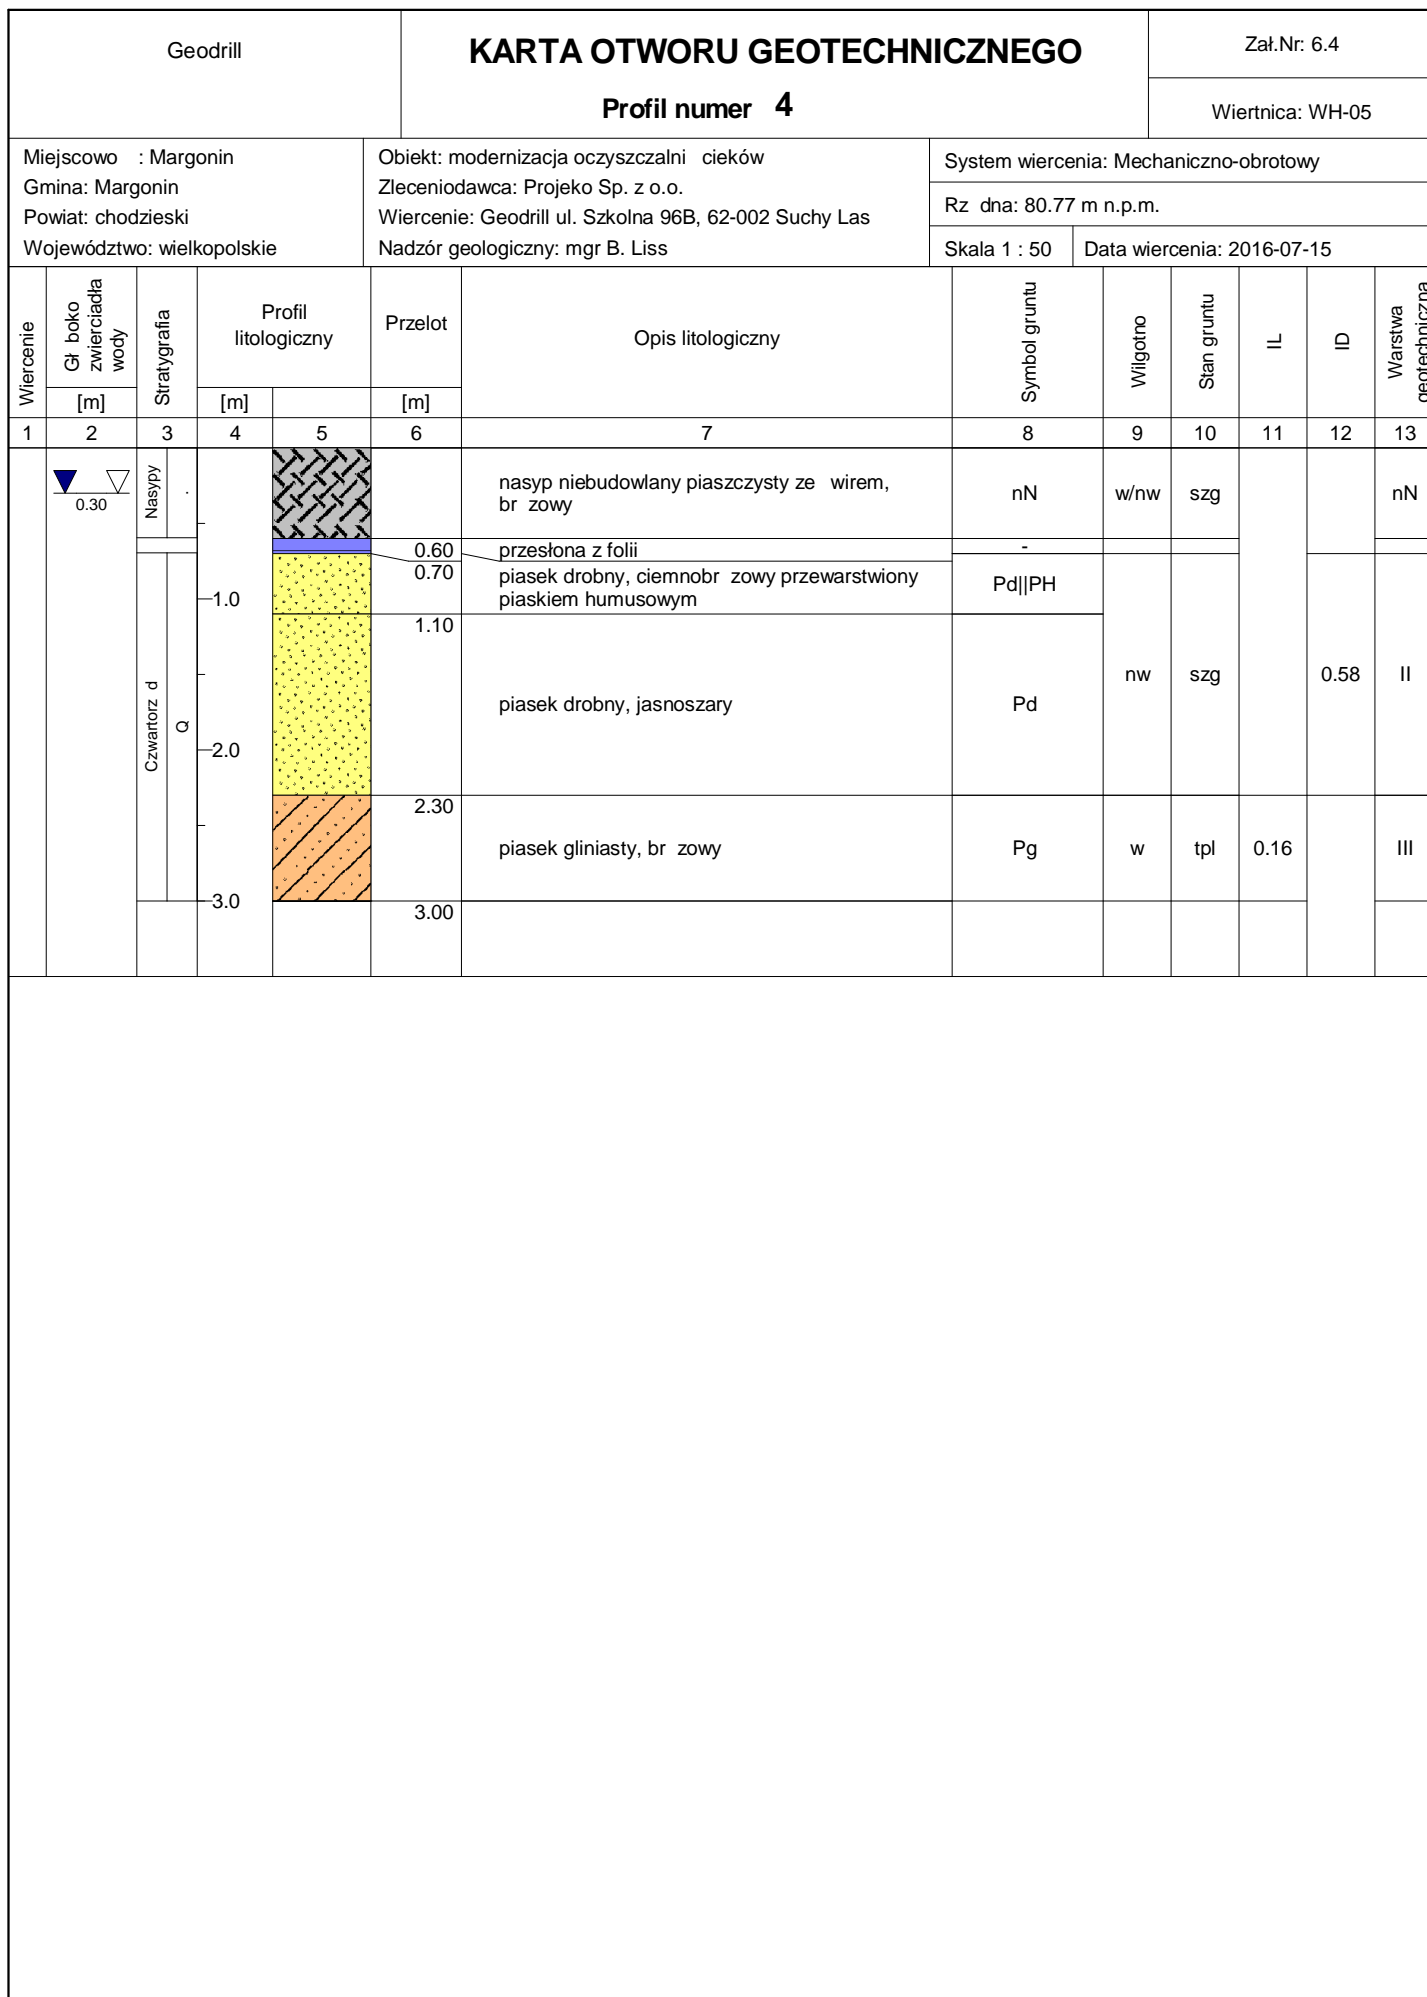 Geodrill
KARTA OTWORU GEOTECHNICZNEGO
Profil numer 4
Zał.Nr: 6.4
Wiertnica: WH-05
Miejscowo : Margonin
Gmina: Margonin
Powiat: chodzieski
Województwo: wielkopolskie
Obiekt: modernizacja oczyszczalni cieków
Zleceniodawca: Projeko Sp. z o.o.
Wiercenie: Geodrill ul. Szkolna 96B, 62-002 Suchy Las
Nadzór geologiczny: mgr B. Liss
System wiercenia: Mechaniczno-obrotowy
Rz dna: 80.77 m n.p.m.
Skala 1 : 50
Data wiercenia: 2016-07-15
Wiercenie
Gł boko
zwierciadła
wody
[m]
Stratygrafia
Profil
litologiczny
[m]
Przelot
[m]
Opis litologiczny
Symbol gruntu
Wilgotno
Stan gruntu
IL
ID
Warstwa
geotechniczna
1 2 3 4 5 6 7 8 9 10 11 12 13
0.30
Nasypy
.
nasyp niebudowlany piaszczysty ze wirem,
br zowy
nN w/nw szg nN
0.60 przesłona z folii -
0.70 piasek drobny, ciemnobr zowy przewarstwiony
piaskiem humusowym
Pd||PH
1.0
1.10
piasek drobny, jasnoszary Pd nw szg 0.58 II
Czwartorz d
Q
2.0
2.30
piasek gliniasty, br zowy Pg w tpl 0.16 III
3.0
3.00